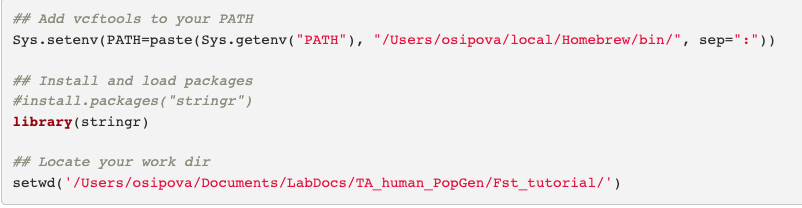 ## Add vcftools to your PATH
Sys.setenv(PATH=paste(Sys.getenv("PATH"), "/Users/osipova/local/Homebrew/bin/", sep=":"))
## Install and load packages
#install.packages("stringr")
library(stringr)
## Locate your work dir
setwd('/Users/osipova/Documents/LabDocs/TA_human_PopGen/Fst_tutorial/')